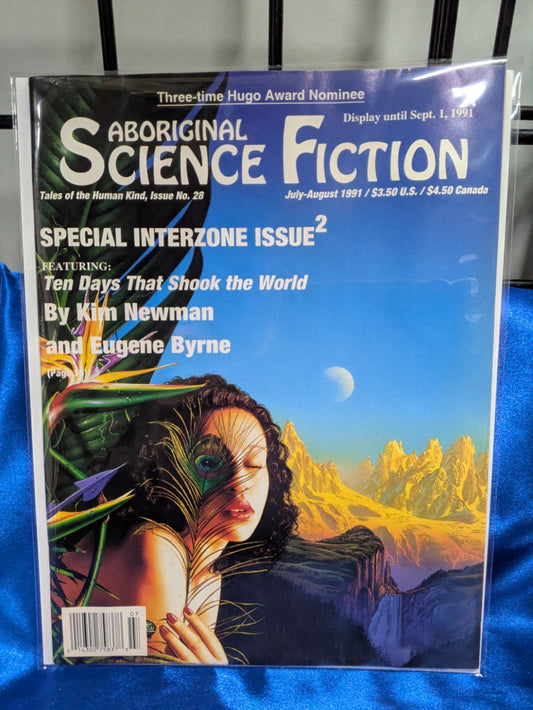 Three-time Hugo Award Nominee
Display until Sept. 1, 1991
ABORIGINAL
SCIENCE FICTION
Tales of the Human Kind, Issue No. 28
July-August 1991 / $3.50 U.S. / $4.50 Canada
SPECIAL INTERZONE ISSUE²
FEATURING:
Ten Days That Shook the World
By Kim Newman
and Eugene Byrne
(Page
07